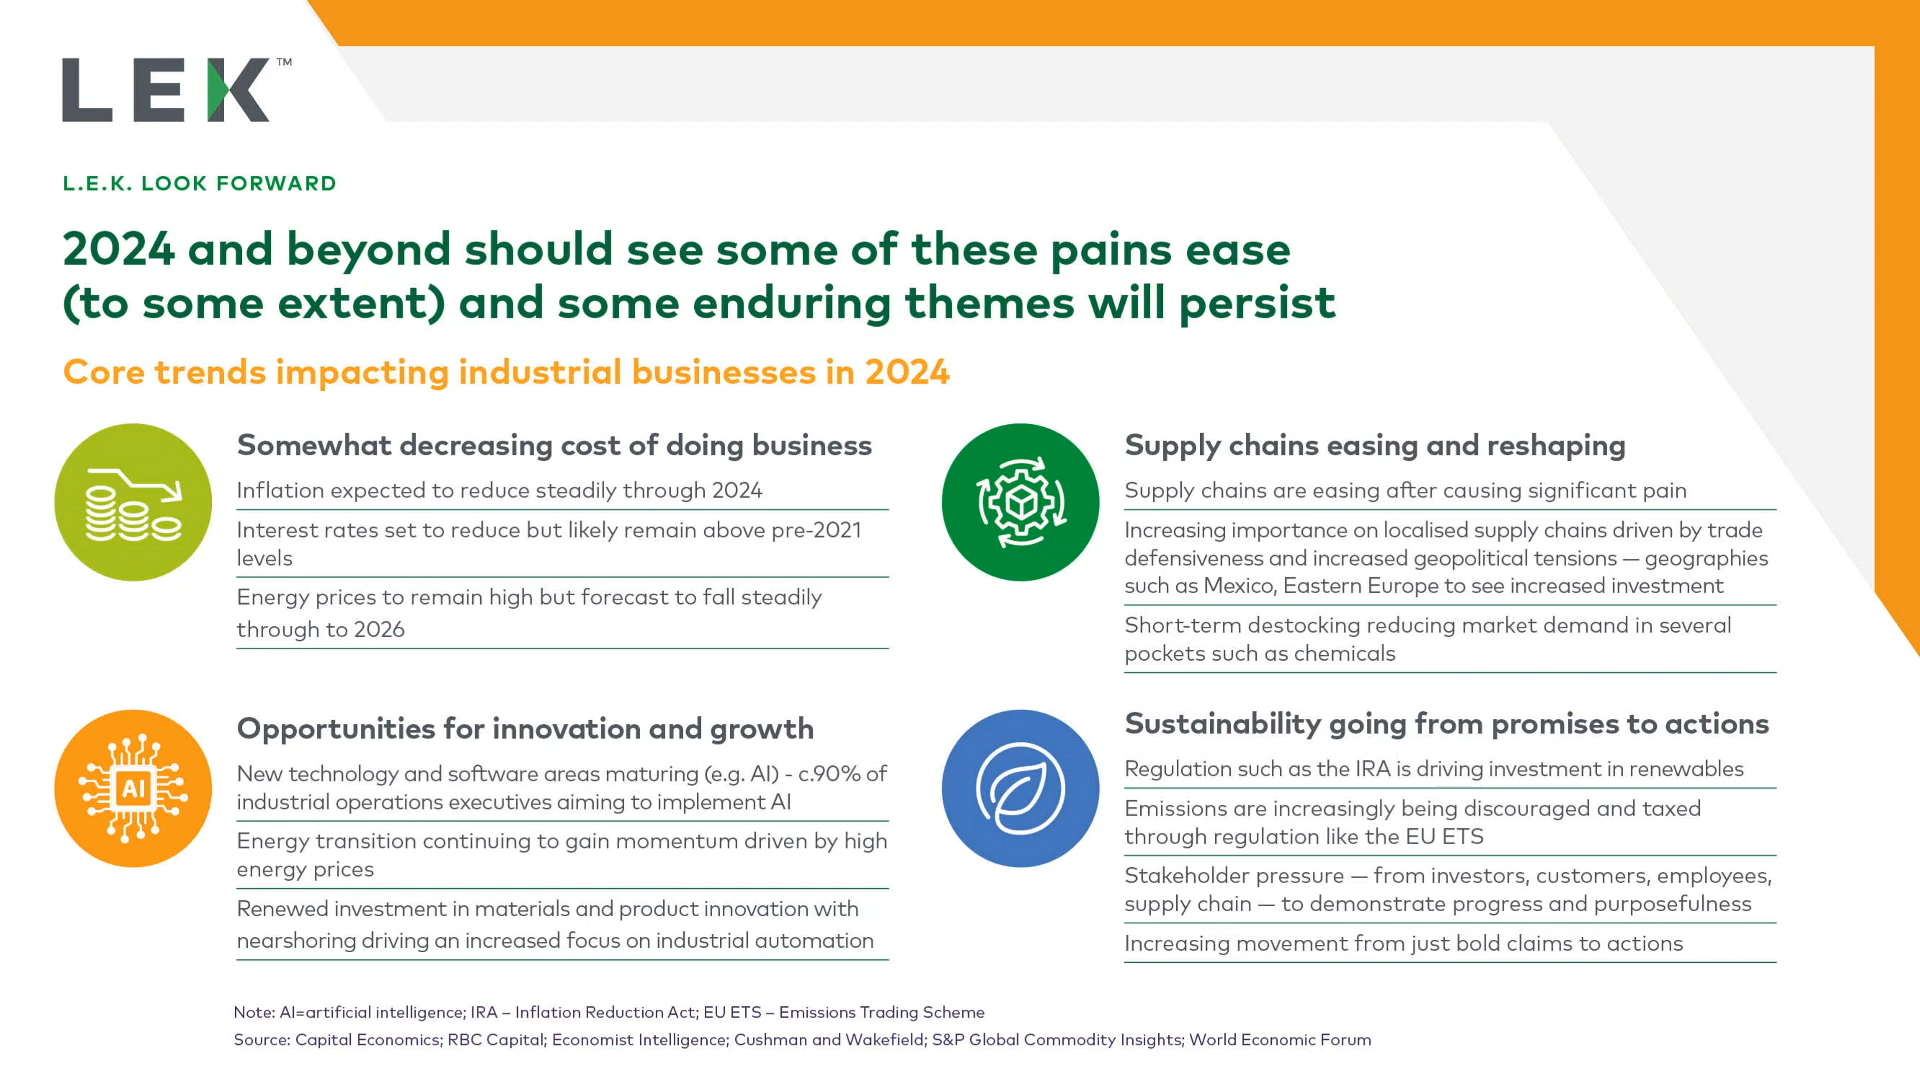 LEK™
L.E.K. LOOK FORWARD
2024 and beyond should see some of these pains ease
(to some extent) and some enduring themes will persist
Core trends impacting industrial businesses in 2024
Somewhat decreasing cost of doing business
Inflation expected to reduce steadily through 2024
Interest rates set to reduce but likely remain above pre-2021
levels
Energy prices to remain high but forecast to fall steadily
through to 2026
Supply chains easing and reshaping
Supply chains are easing after causing significant pain
Increasing importance on localised supply chains driven by trade
defensiveness and increased geopolitical tensions — geographies
such as Mexico, Eastern Europe to see increased investment
Short-term destocking reducing market demand in several
pockets such as chemicals
AI
Opportunities for innovation and growth
New technology and software areas maturing (e.g. AI) - c.90% of
industrial operations executives aiming to implement AI
Energy transition continuing to gain momentum driven by high
energy prices
Renewed investment in materials and product innovation with
nearshoring driving an increased focus on industrial automation
Sustainability going from promises to actions
Regulation such as the IRA is driving investment in renewables
Emissions are increasingly being discouraged and taxed
through regulation like the EU ETS
Stakeholder pressure — from investors, customers, employees,
supply chain — to demonstrate progress and purposefulness
Increasing movement from just bold claims to actions
Note: AI=artificial intelligence; IRA – Inflation Reduction Act; EU ETS – Emissions Trading Scheme
Source: Capital Economics; RBC Capital; Economist Intelligence; Cushman and Wakefield; S&P Global Commodity Insights; World Economic Forum